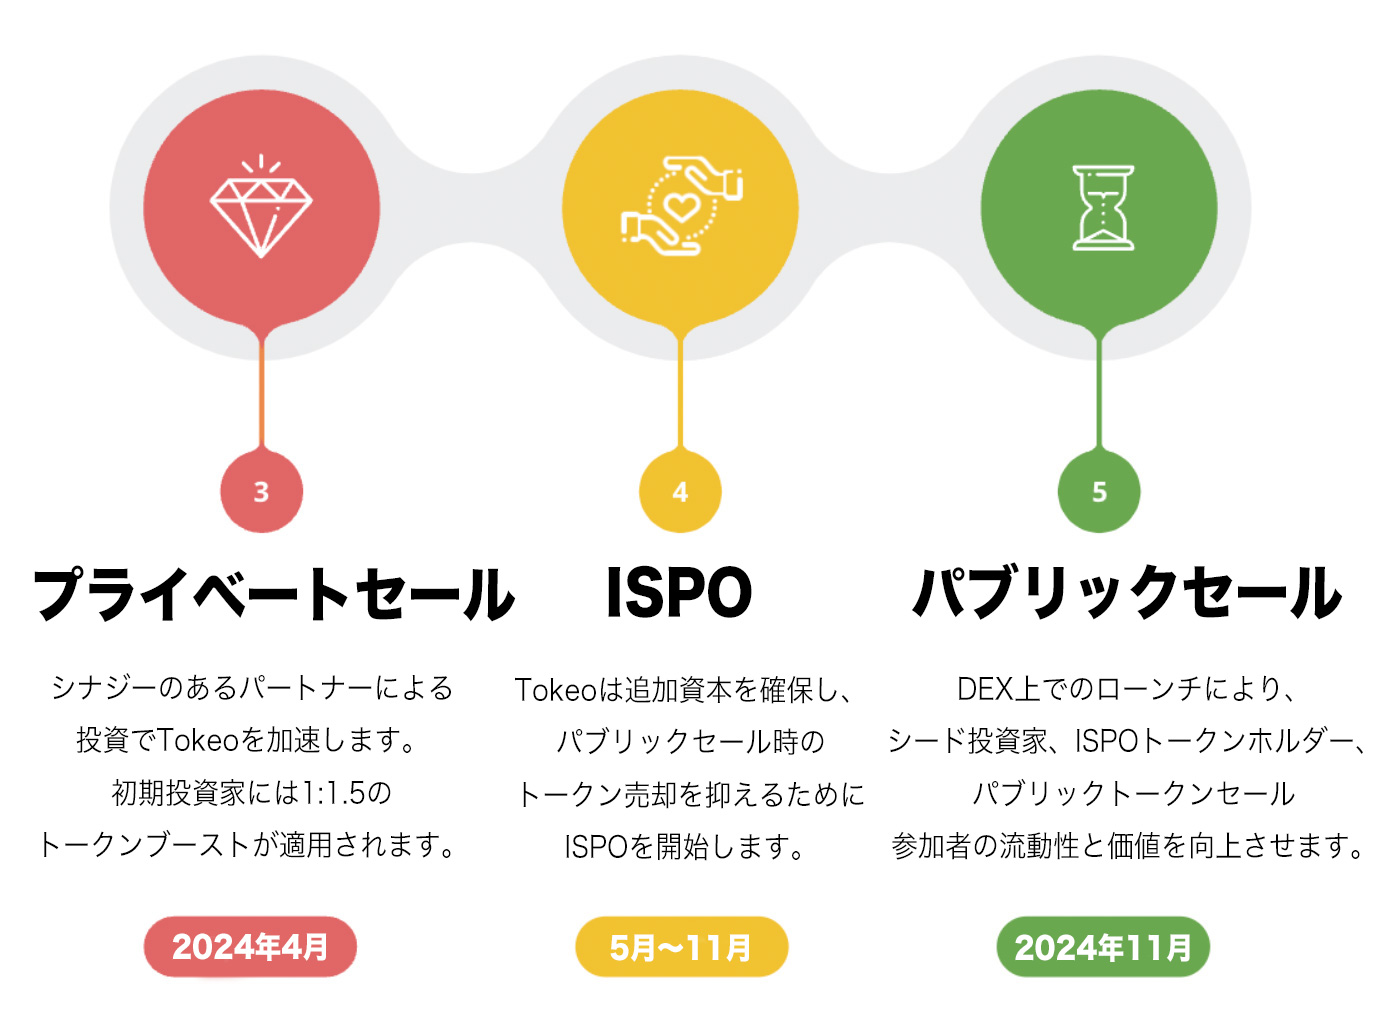 3
プライベートセール
シナジーのあるパートナーによる
投資でTokeoを加速します。
初期投資家には1:1.5の
トークンブーストが適用されます。
2024年4月
4
ISPO
Tokeoは追加資本を確保し、
パブリックセール時の
トークン売却を抑えるために
ISPOを開始します。
5月〜11月
5
パブリックセール
DEX上でのローンチにより、
シード投資家、ISPOトークンホルダー、
パブリックトークンセール
参加者の流動性と価値を向上させます。
2024年11月